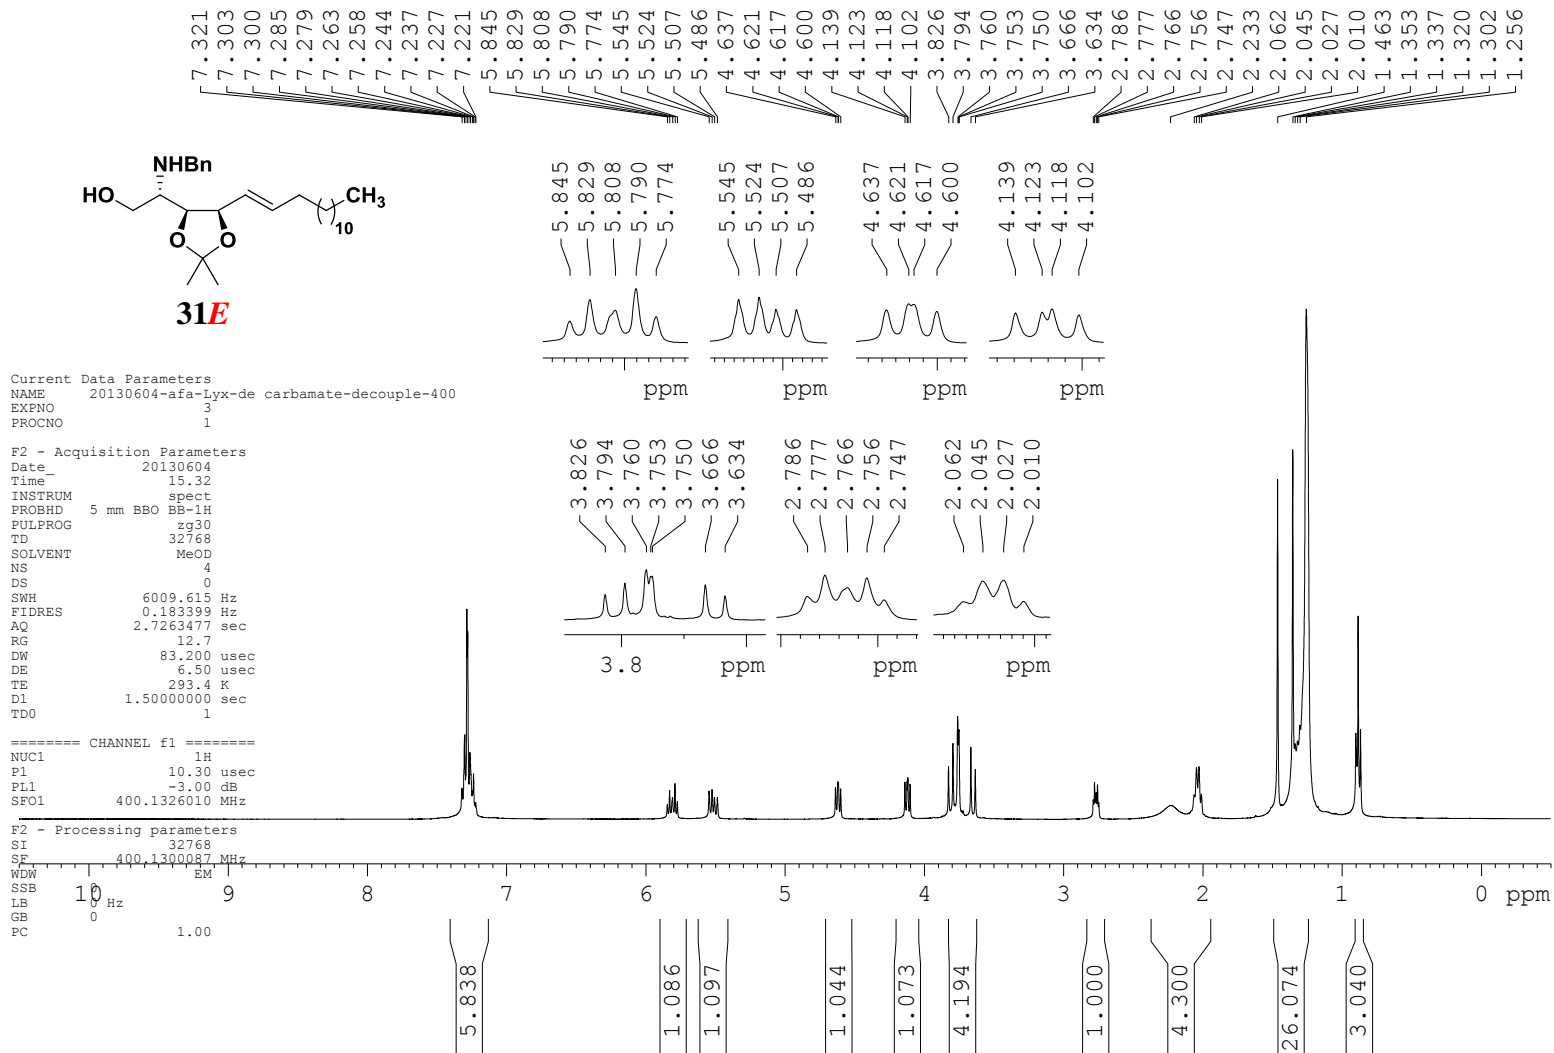 7.321
7.303
7.300
7.285
7.279
7.263
7.258
7.244
7.237
7.227
7.221
5.845
5.829
5.808
5.790
5.774
5.545
5.524
5.507
5.486
4.637
4.621
4.617
4.600
4.139
4.123
4.118
4.102
3.826
3.794
3.760
3.753
3.750
3.666
3.634
2.786
2.777
2.766
2.756
2.747
2.233
2.062
2.045
2.027
2.010
1.463
1.353
1.337
1.320
1.302
1.256
NHBn
HO
CH3
10
O
O
31E
5.845
5.829
5.808
5.790
5.774
5.545
5.524
5.507
5.486
4.637
4.621
4.617
4.600
4.139
4.123
4.118
4.102
ppm
ppm
ppm
ppm
3.826
3.794
3.760
3.753
3.750
3.666
3.634
2.786
2.777
2.766
2.756
2.747
2.062
2.045
2.027
2.010
3.8 ppm
ppm
ppm
Current Data Parameters
NAME 20130604-afa-Lyx-de carbamate-decouple-400
EXPNO 3
PROCNO 1
F2 - Acquisition Parameters
Date_ 20130604
Time 15.32
INSTRUM spect
PROBHD 5 mm BBO BB-1H
PULPROG zg30
TD 32768
SOLVENT MeOD
NS 4
DS 0
SWH 6009.615 Hz
FIDRES 0.183399 Hz
AQ 2.7263477 sec
RG 12.7
DW 83.200 usec
DE 6.50 usec
TE 293.4 K
D1 1.50000000 sec
TD0 1
======== CHANNEL f1 ========
NUC1 1H
P1 10.30 usec
PL1 -3.00 dB
SFO1 400.1326010 MHz
F2 - Processing parameters
SI 32768
SF 400.1300087 MHz
WDW EM
SSB 0
LB 0 Hz
GB 0
PC 1.00
10 9 8 7 6 5 4 3 2 1 0 ppm
5.838
1.086
1.097
1.044
1.073
4.194
1.000
4.300
26.074
3.040